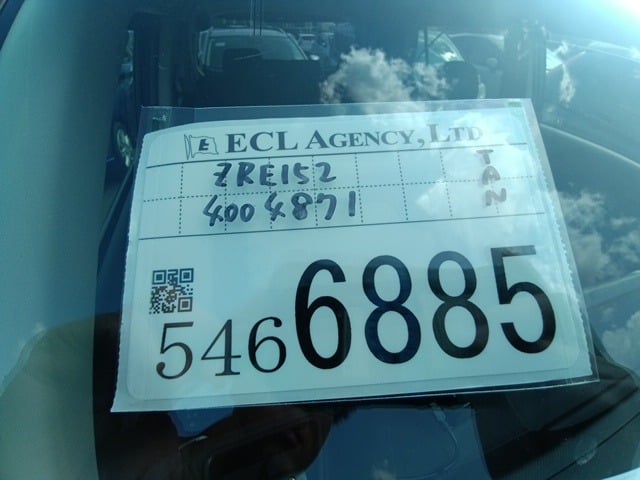 E ECL AGENCY, LTD
ZRE152
4004871
TAN
5466885